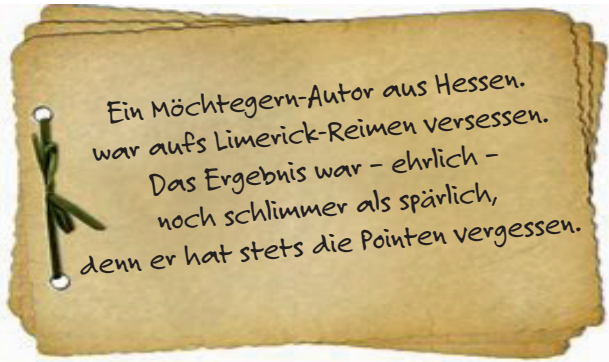 Ein Möchtegern-Autor aus Hessen.
war aufs Limerick-Reimen versessen.
Das Ergebnis war – ehrlich –
noch schlimmer als spärlich,
denn er hat stets die Pointen vergessen.